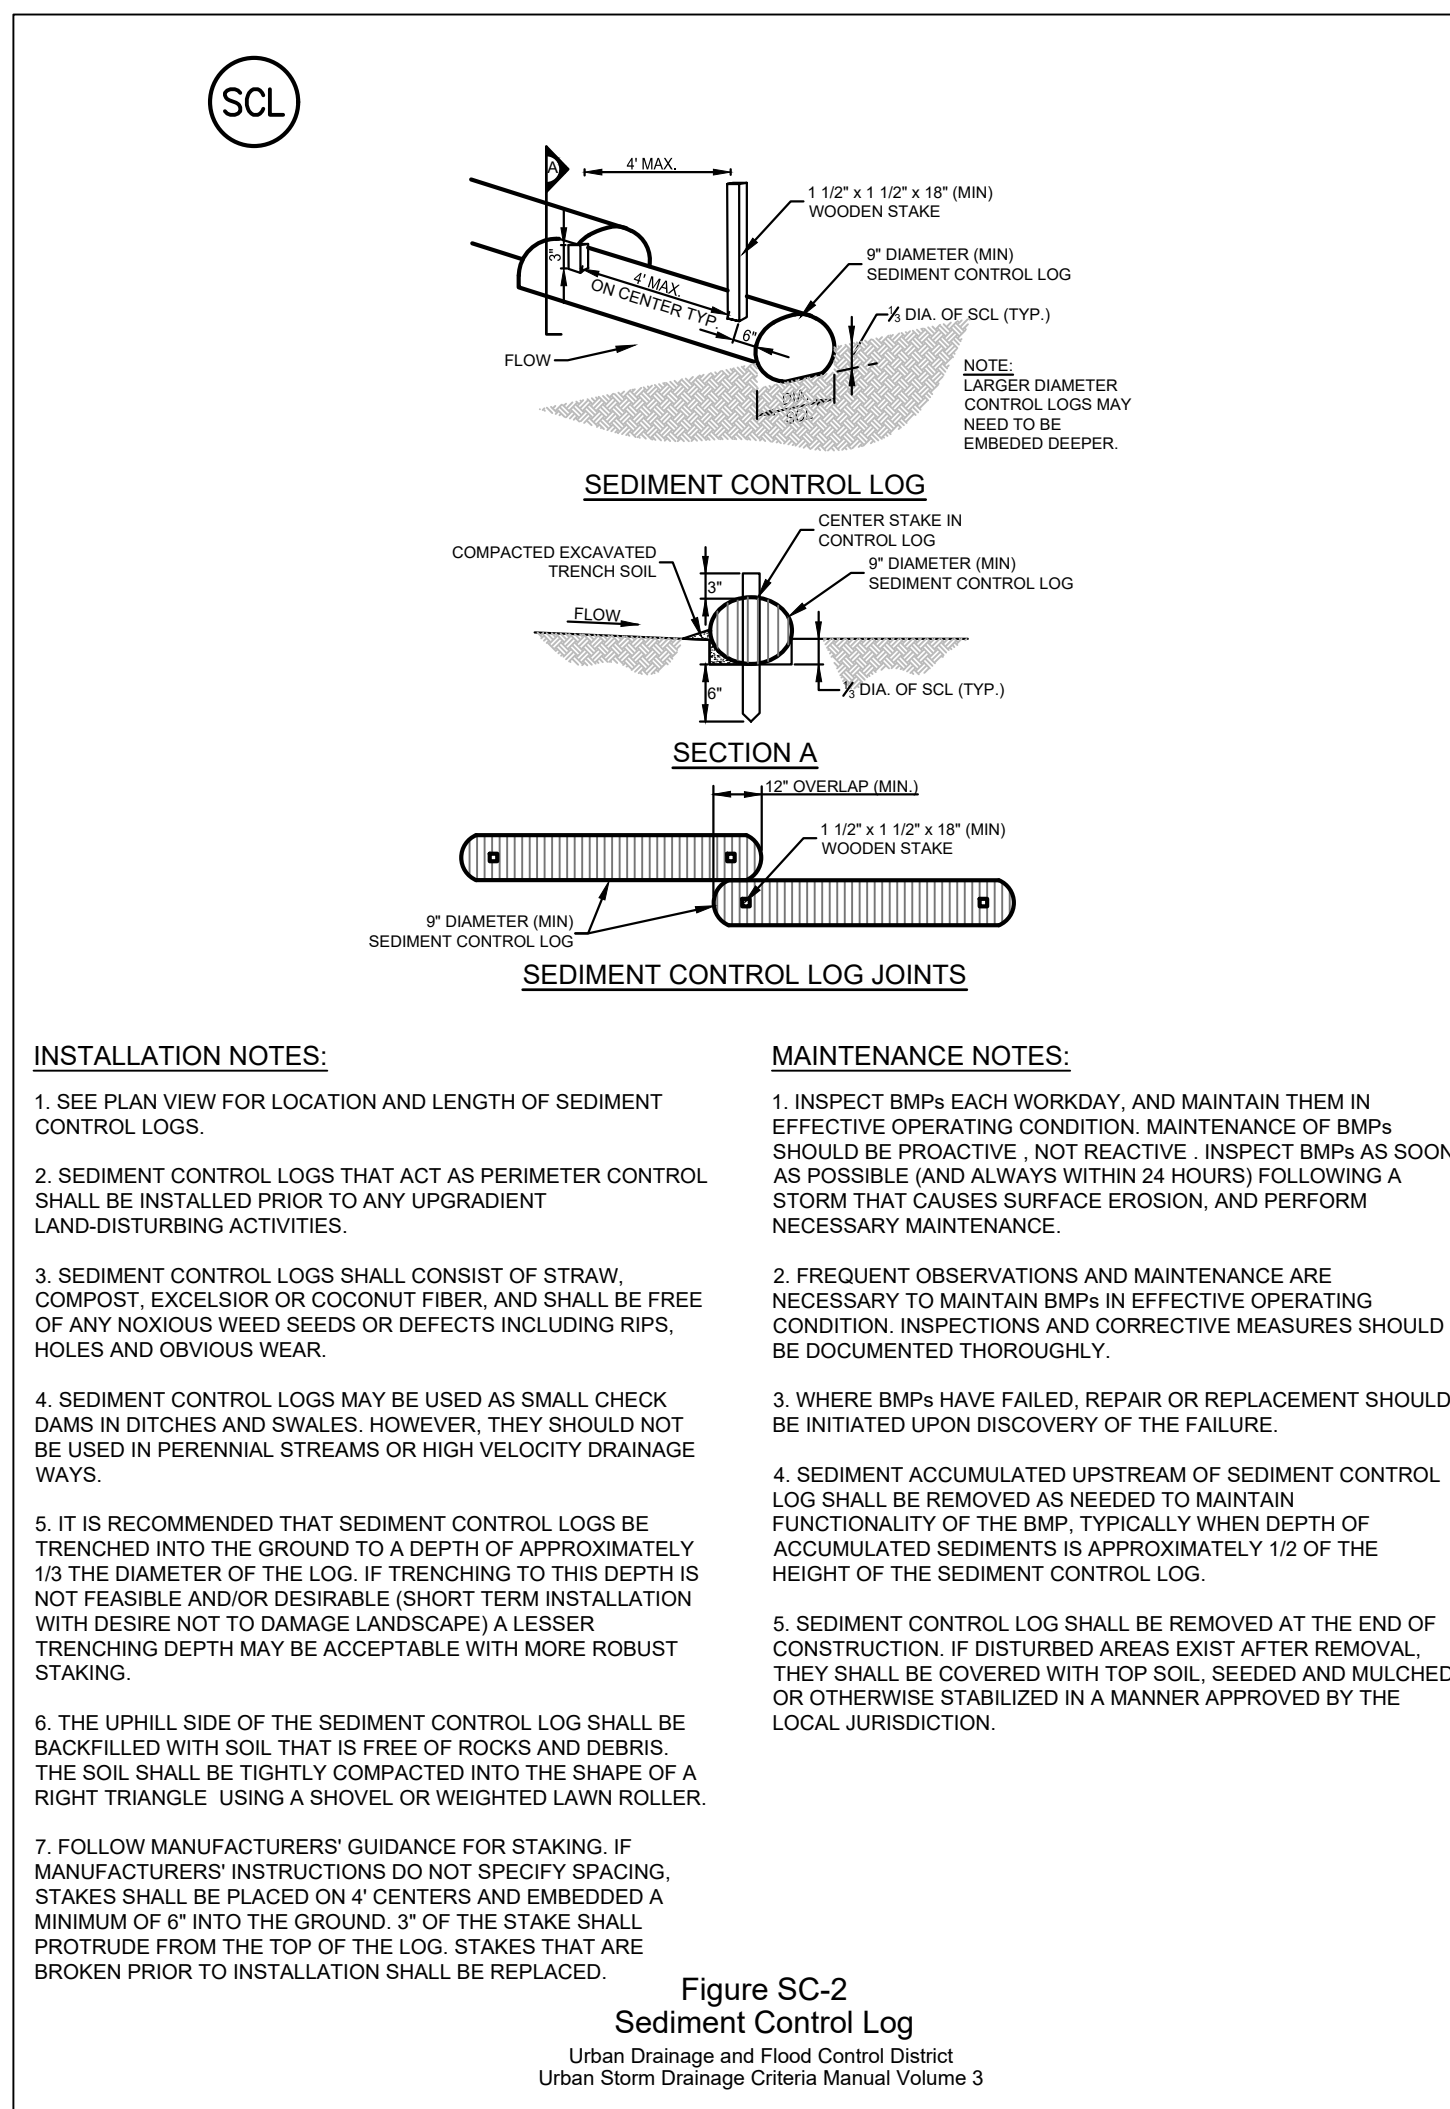 SCL
A
4' MAX.
1 1/2" x 1 1/2" x 18" (MIN)
WOODEN STAKE
9" DIAMETER (MIN)
SEDIMENT CONTROL LOG
3"
4' MAX.
ON CENTER TYP.
6"
⅓ DIA. OF SCL (TYP.)
FLOW
DIA.
SCL
NOTE:
LARGER DIAMETER
CONTROL LOGS MAY
NEED TO BE
EMBEDED DEEPER.
SEDIMENT CONTROL LOG
CENTER STAKE IN
CONTROL LOG
COMPACTED EXCAVATED
TRENCH SOIL
9" DIAMETER (MIN)
SEDIMENT CONTROL LOG
3"
FLOW
6"
⅓ DIA. OF SCL (TYP.)
SECTION A
12" OVERLAP (MIN.)
1 1/2" x 1 1/2" x 18" (MIN)
WOODEN STAKE
9" DIAMETER (MIN)
SEDIMENT CONTROL LOG
SEDIMENT CONTROL LOG JOINTS
INSTALLATION NOTES:
1. SEE PLAN VIEW FOR LOCATION AND LENGTH OF SEDIMENT
CONTROL LOGS.
2. SEDIMENT CONTROL LOGS THAT ACT AS PERIMETER CONTROL
SHALL BE INSTALLED PRIOR TO ANY UPGRADIENT
LAND-DISTURBING ACTIVITIES.
3. SEDIMENT CONTROL LOGS SHALL CONSIST OF STRAW,
COMPOST, EXCELSIOR OR COCONUT FIBER, AND SHALL BE FREE
OF ANY NOXIOUS WEED SEEDS OR DEFECTS INCLUDING RIPS,
HOLES AND OBVIOUS WEAR.
4. SEDIMENT CONTROL LOGS MAY BE USED AS SMALL CHECK
DAMS IN DITCHES AND SWALES. HOWEVER, THEY SHOULD NOT
BE USED IN PERENNIAL STREAMS OR HIGH VELOCITY DRAINAGE
WAYS.
5. IT IS RECOMMENDED THAT SEDIMENT CONTROL LOGS BE
TRENCHED INTO THE GROUND TO A DEPTH OF APPROXIMATELY
1/3 THE DIAMETER OF THE LOG. IF TRENCHING TO THIS DEPTH IS
NOT FEASIBLE AND/OR DESIRABLE (SHORT TERM INSTALLATION
WITH DESIRE NOT TO DAMAGE LANDSCAPE) A LESSER
TRENCHING DEPTH MAY BE ACCEPTABLE WITH MORE ROBUST
STAKING.
6. THE UPHILL SIDE OF THE SEDIMENT CONTROL LOG SHALL BE
BACKFILLED WITH SOIL THAT IS FREE OF ROCKS AND DEBRIS.
THE SOIL SHALL BE TIGHTLY COMPACTED INTO THE SHAPE OF A
RIGHT TRIANGLE USING A SHOVEL OR WEIGHTED LAWN ROLLER.
7. FOLLOW MANUFACTURERS' GUIDANCE FOR STAKING. IF
MANUFACTURERS' INSTRUCTIONS DO NOT SPECIFY SPACING,
STAKES SHALL BE PLACED ON 4' CENTERS AND EMBEDDED A
MINIMUM OF 6" INTO THE GROUND. 3" OF THE STAKE SHALL
PROTRUDE FROM THE TOP OF THE LOG. STAKES THAT ARE
BROKEN PRIOR TO INSTALLATION SHALL BE REPLACED.
MAINTENANCE NOTES:
1. INSPECT BMPs EACH WORKDAY, AND MAINTAIN THEM IN
EFFECTIVE OPERATING CONDITION. MAINTENANCE OF BMPs
SHOULD BE PROACTIVE , NOT REACTIVE . INSPECT BMPs AS SOON
AS POSSIBLE (AND ALWAYS WITHIN 24 HOURS) FOLLOWING A
STORM THAT CAUSES SURFACE EROSION, AND PERFORM
NECESSARY MAINTENANCE.
2. FREQUENT OBSERVATIONS AND MAINTENANCE ARE
NECESSARY TO MAINTAIN BMPs IN EFFECTIVE OPERATING
CONDITION. INSPECTIONS AND CORRECTIVE MEASURES SHOULD
BE DOCUMENTED THOROUGHLY.
3. WHERE BMPs HAVE FAILED, REPAIR OR REPLACEMENT SHOULD
BE INITIATED UPON DISCOVERY OF THE FAILURE.
4. SEDIMENT ACCUMULATED UPSTREAM OF SEDIMENT CONTROL
LOG SHALL BE REMOVED AS NEEDED TO MAINTAIN
FUNCTIONALITY OF THE BMP, TYPICALLY WHEN DEPTH OF
ACCUMULATED SEDIMENTS IS APPROXIMATELY 1/2 OF THE
HEIGHT OF THE SEDIMENT CONTROL LOG.
5. SEDIMENT CONTROL LOG SHALL BE REMOVED AT THE END OF
CONSTRUCTION. IF DISTURBED AREAS EXIST AFTER REMOVAL,
THEY SHALL BE COVERED WITH TOP SOIL, SEEDED AND MULCHED
OR OTHERWISE STABILIZED IN A MANNER APPROVED BY THE
LOCAL JURISDICTION.
Figure SC-2
Sediment Control Log
Urban Drainage and Flood Control District
Urban Storm Drainage Criteria Manual Volume 3